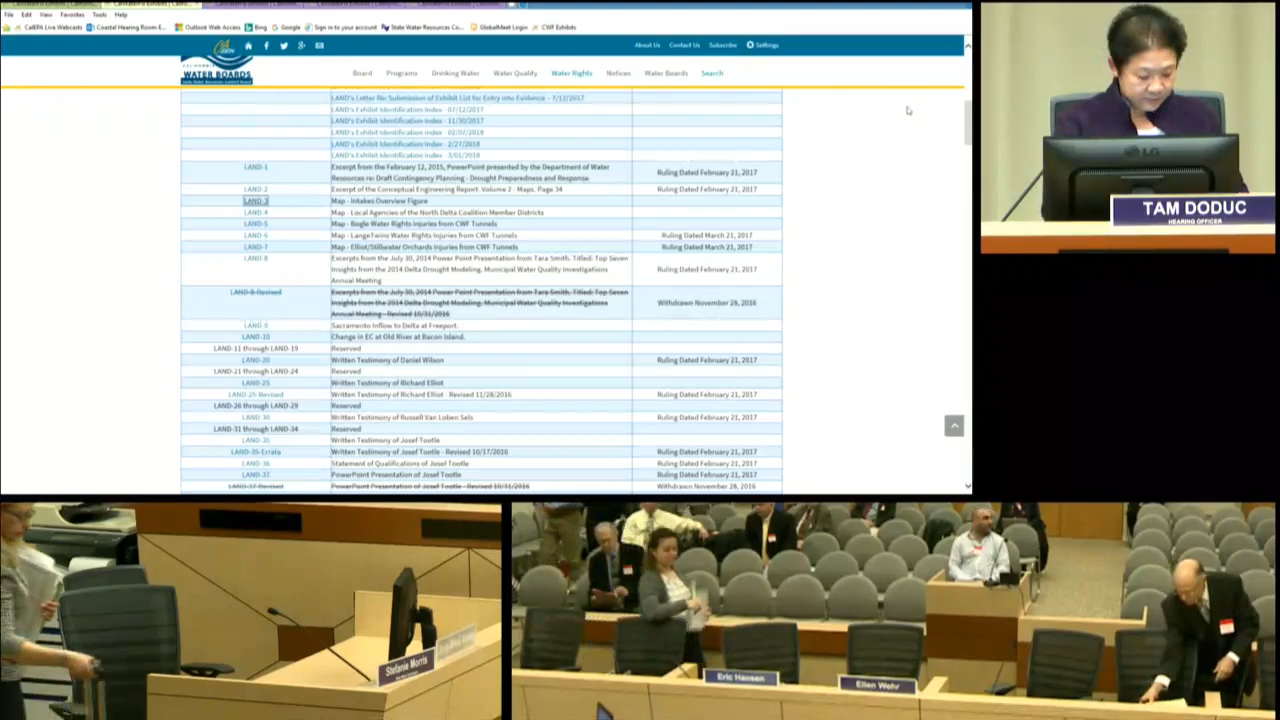 File Edit View Favorites Tools Help
CalEPA Live Webcasts Coastal Hearing Room E... Outlook Web Access Bing Google Sign in to your account State Water Resources Co... GlobalMeet Login CWF Exhibits
CA.GOV About Us Contact Us Subscribe Settings
CALIFORNIA
WATER BOARDS
Board Programs Drinking Water Water Quality Water Rights Notices Water Boards Search
LAND's Letter Re: Submission of Exhibit List for Entry into Evidence - 7/12/2017
LAND's Exhibit Identification Index - 07/12/2017
LAND's Exhibit Identification Index - 11/30/2017
LAND's Exhibit Identification Index - 02/02/2018
LAND's Exhibit Identification Index - 2/27/2018
LAND's Exhibit Identification Index - 3/01/2018
LAND-1 Excerpt from the February 12, 2015, PowerPoint presented by the Department of Water
Resources re: Draft Contingency Planning - Drought Preparedness and Response Ruling Dated February 21, 2017
LAND-2 Excerpt of the Conceptual Engineering Report. Volume 2 - Maps. Page 34 Ruling Dated February 21, 2017
LAND-3 Map - Intakes Overview Figure
LAND-4 Map - Local Agencies of the North Delta Coalition Member Districts
LAND-5 Map - Bogle Water Rights Injuries from CWF Tunnels
LAND-6 Map - LangeTwins Water Rights Injuries from CWF Tunnels Ruling Dated March 21, 2017
LAND-7 Map - Elliot/Stillwater Orchards Injuries from CWF Tunnels Ruling Dated March 21, 2017
LAND-8 Excerpts from the July 30, 2014 Power Point Presentation from Tara Smith. Titled: Top Seven
Insights from the 2014 Delta Drought Modeling, Municipal Water Quality Investigations Ruling Dated February 21, 2017
Annual Meeting
LAND-8-Revised Excerpts from the July 30, 2014 Power Point Presentation from Tara Smith. Titled: Top Seven
Insights from the 2014 Delta Drought Modeling, Municipal Water Quality Investigations Withdrawn November 28, 2016
Annual Meeting - Revised 10/31/2016
LAND-9 Sacramento Inflow to Delta at Freeport.
LAND-10 Change in EC at Old River at Bacon Island.
LAND-11 through LAND-19 Reserved
LAND-20 Written Testimony of Daniel Wilson Ruling Dated February 21, 2017
LAND-21 through LAND-24 Reserved
LAND-25 Written Testimony of Richard Elliot
LAND-25-Revised Written Testimony of Richard Elliot - Revised 11/28/2016 Ruling Dated February 21, 2017
LAND-26 through LAND-29 Reserved
LAND-30 Written Testimony of Russell Van Loben Sels Ruling Dated February 21, 2017
LAND-31 through LAND-34 Reserved
LAND-35 Written Testimony of Josef Tootle
LAND-35-Errata Written Testimony of Josef Tootle - Revised 10/17/2016 Ruling Dated February 21, 2017
LAND-36 Statement of Qualifications of Josef Tootle Ruling Dated February 21, 2017
LAND-37 PowerPoint Presentation of Josef Tootle Ruling Dated February 21, 2017
LAND-37-Revised PowerPoint Presentation of Josef Tootle - Revised 10/31/2016 Withdrawn November 28, 2016
LG
TAM DODUC
HEARING OFFICER
Stefanie Morris
Eric Hansen
Ellen Wehr